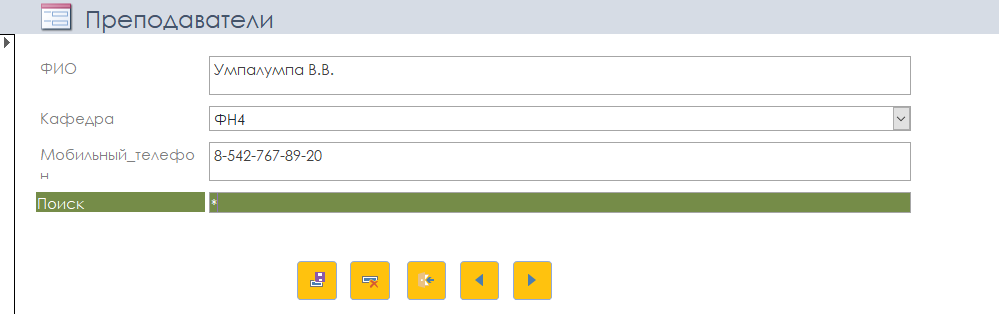 Преподаватели
ФИО
Умпалумпа В.В.
Кафедра
ФН4
Мобильный_телефо
н
8-542-767-89-20
Поиск
*